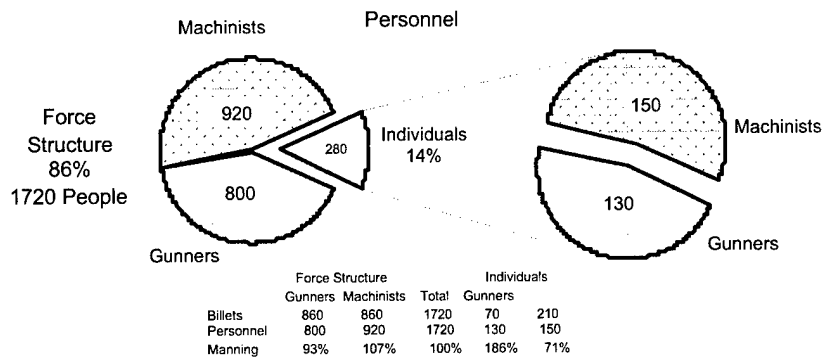 Personnel
Machinists
920
Force
Structure
86%
1720 People
800
Gunners
280
Individuals
14%
150
Machinists
130
Gunners
Force Structure Individuals
Gunners Machinists Total Gunners
Billets 860 860 1720 70 210
Personnel 800 920 1720 130 150
Manning 93% 107% 100% 186% 71%